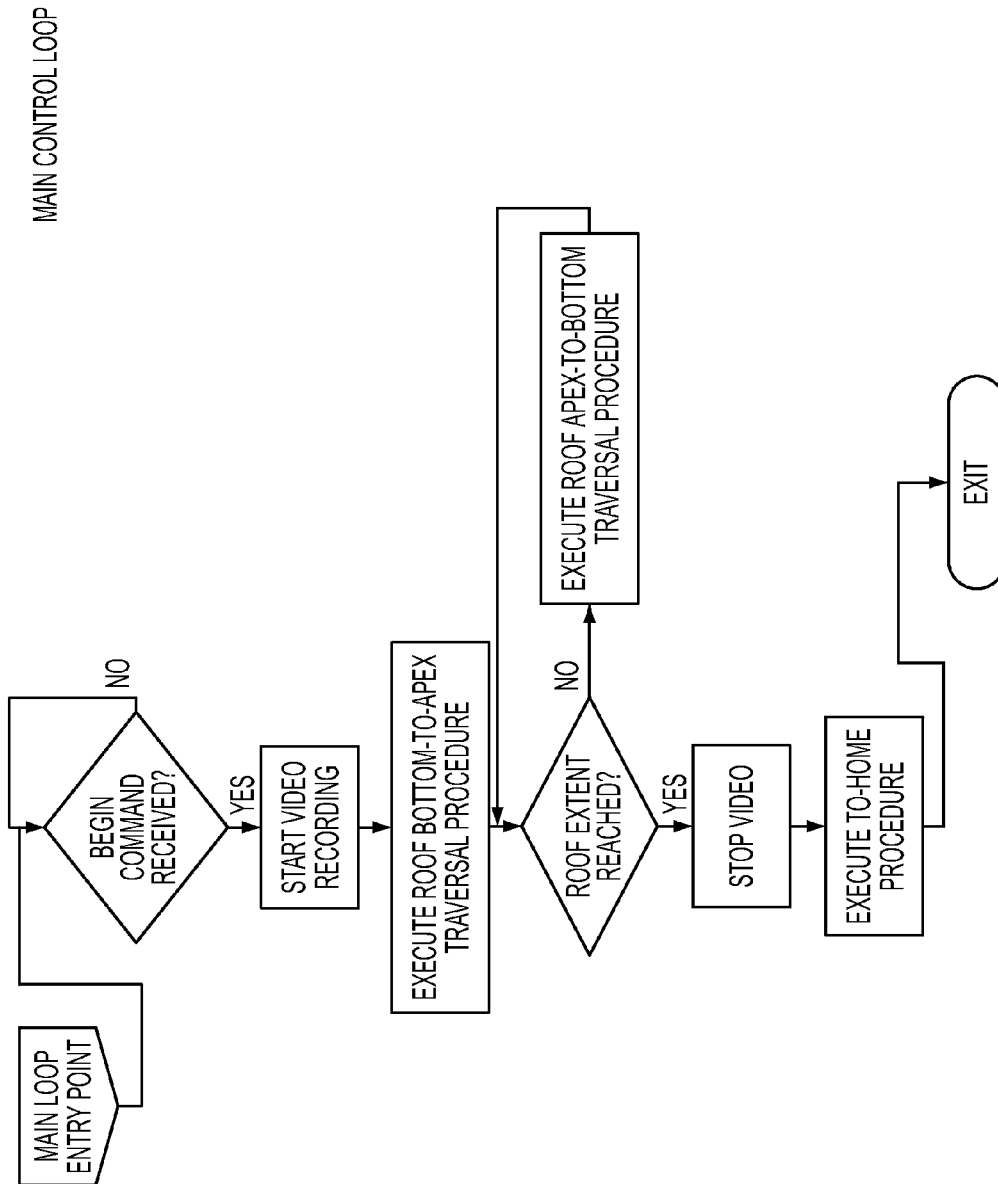 MAIN CONTROL LOOP
MAIN LOOP
ENTRY POINT
BEGIN
COMMAND
RECEIVED?
NO
YES
START VIDEO
RECORDING
EXECUTE ROOF BOTTOM-TO-APEX
TRAVERSAL PROCEDURE
ROOF EXTENT
REACHED?
NO
EXECUTE ROOF APEX-TO-BOTTOM
TRAVERSAL PROCEDURE
YES
STOP VIDEO
EXECUTE TO-HOME
PROCEDURE
EXIT